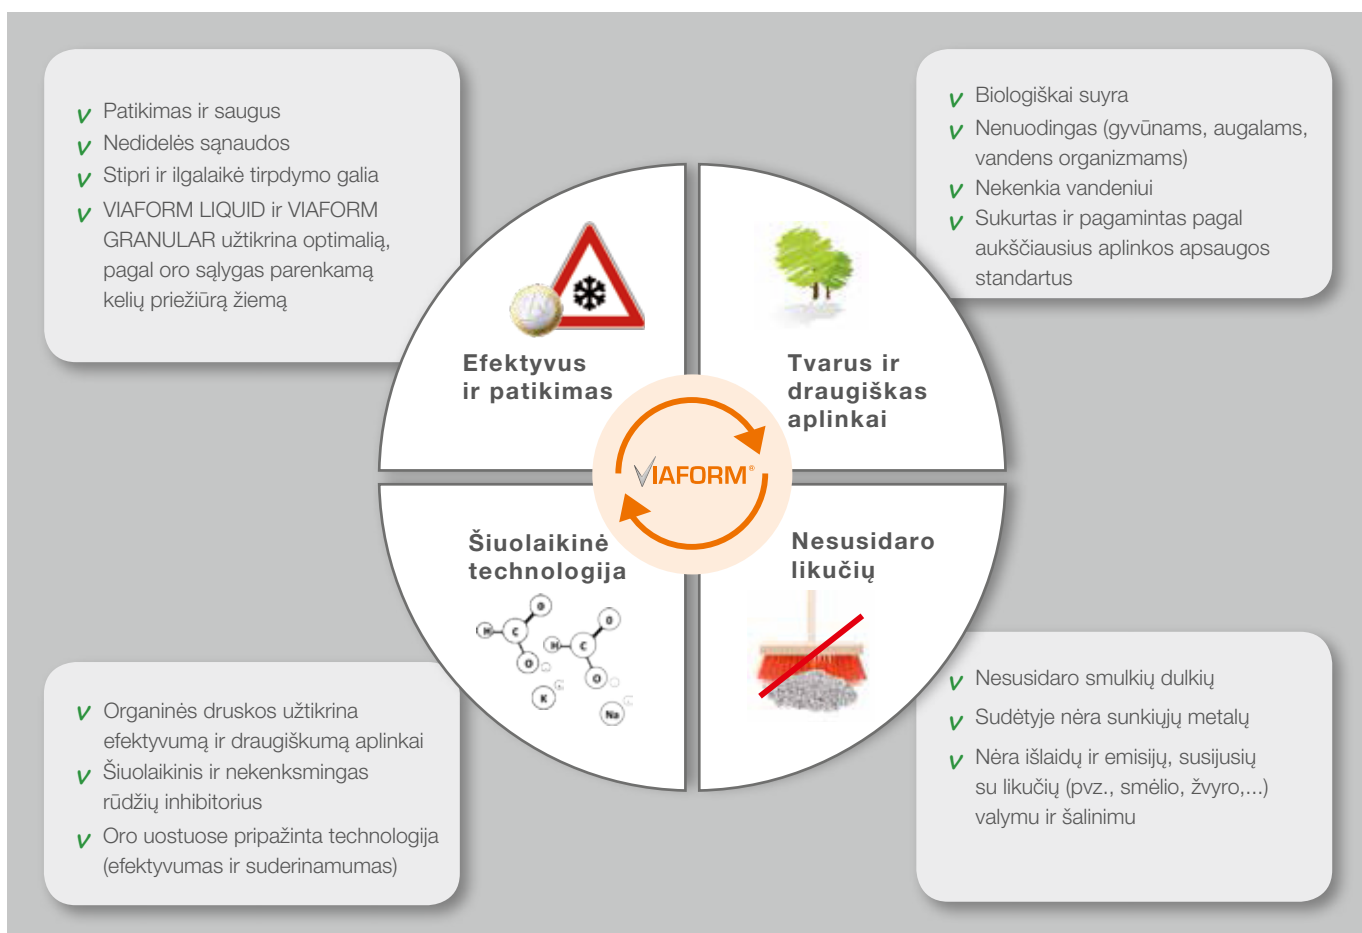 Patikimas ir saugus
Nedidelės sąnaudos
Stipri ir ilgalaikė tirpdymo galia
VIAFORM LIQUID ir VIAFORM
GRANULAR užtikrina optimalią,
pagal oro sąlygas parenkamą
kelių priežiūrą žiemą
Biologiškai suyra
Nenuodingas (gyvūnams, augalams,
vandens organizmams)
Nekenkia vandeniui
Sukurtas ir pagamintas pagal
aukščiausius aplinkos apsaugos
standartus
Efektyvus
ir patikimas
Tvarus ir
draugiškas
aplinkai
VIAFORM®
Šiuolaikinė
technologija
H C O
O
H C O
O
K
Na
Nesusidaro
likučių
Organinės druskos užtikrina
efektyvumą ir draugiškumą aplinkai
Šiuolaikinis ir nekenksmingas
rūdžių inhibitorius
Oro uostuose pripažinta technologija
(efektyvumas ir suderinamumas)
Nesusidaro smulkių dulkių
Sudėtyje nėra sunkiųjų metalų
Nėra išlaidų ir emisijų, susijusių
su likučių (pvz., smėlio, žvyro,...)
valymu ir šalinimu